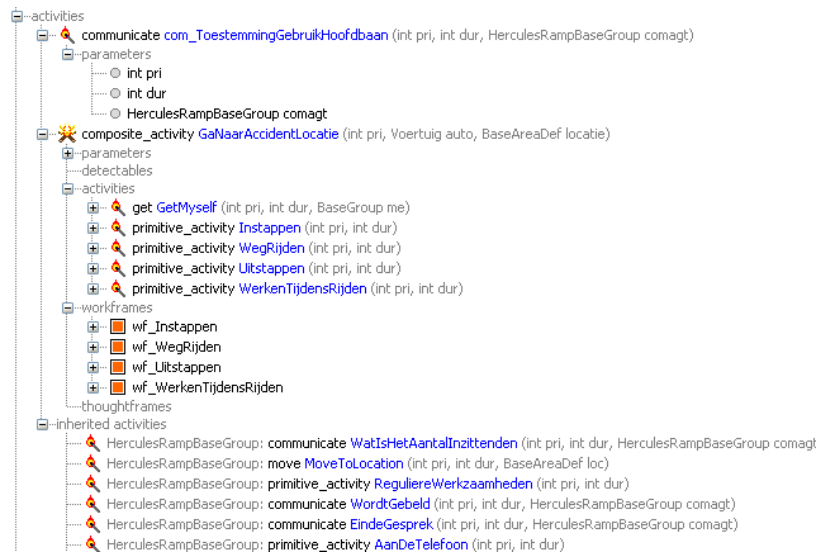 activities
communicate com_ToestemmingGebruikHoofdbaan (int pri, int dur, HerculesRampBaseGroup comagt)
parameters
int pri
int dur
HerculesRampBaseGroup comagt
composite_activity GaNaarAccidentLocatie (int pri, Voertuig auto, BaseAreaDef locatie)
parameters
detectables
activities
get GetMyself (int pri, int dur, BaseGroup me)
primitive_activity Instappen (int pri, int dur)
primitive_activity WegRijden (int pri, int dur)
primitive_activity Uitstappen (int pri, int dur)
primitive_activity WerkenTijdensRijden (int pri, int dur)
workframes
wf_Instappen
wf_WegRijden
wf_Uitstappen
wf_WerkenTijdensRijden
thoughtframes
inherited activities
HerculesRampBaseGroup: communicate WatIsHetAantalInzittenden (int pri, int dur, HerculesRampBaseGroup comagt
HerculesRampBaseGroup: move MoveToLocation (int pri, int dur, BaseAreaDef loc)
HerculesRampBaseGroup: primitive_activity ReguliereWerkzaamheden (int pri, int dur)
HerculesRampBaseGroup: communicate WordtGebeld (int pri, int dur, HerculesRampBaseGroup comagt)
HerculesRampBaseGroup: communicate EindeGesprek (int pri, int dur, HerculesRampBaseGroup comagt)
HerculesRampBaseGroup: primitive_activity AanDeTelefoon (int pri, int dur)